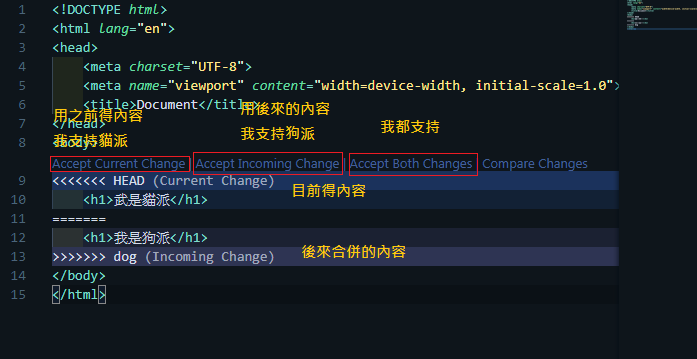 1 <!DOCTYPE html>
2 <html lang="en">
3 <head>
4 <meta charset="UTF-8">
5 <meta name="viewport" content="width=device-width, initial-scale=1.0">
6 <title>Document</title>
用之前得內容 用後來的內容
7 </head>
我支持狗派 我都支持
8 <body>
我支持貓派
Accept Current Change | Accept Incoming Change | Accept Both Changes Compare Changes
9 <<<<<<< HEAD (Current Change)
目前得內容
10 <h1>武是貓派</h1>
11 =======
12 <h1>我是狗派</h1>
13 >>>>>>> dog (Incoming Change)
後來合併的內容
14 </body>
15 </html>